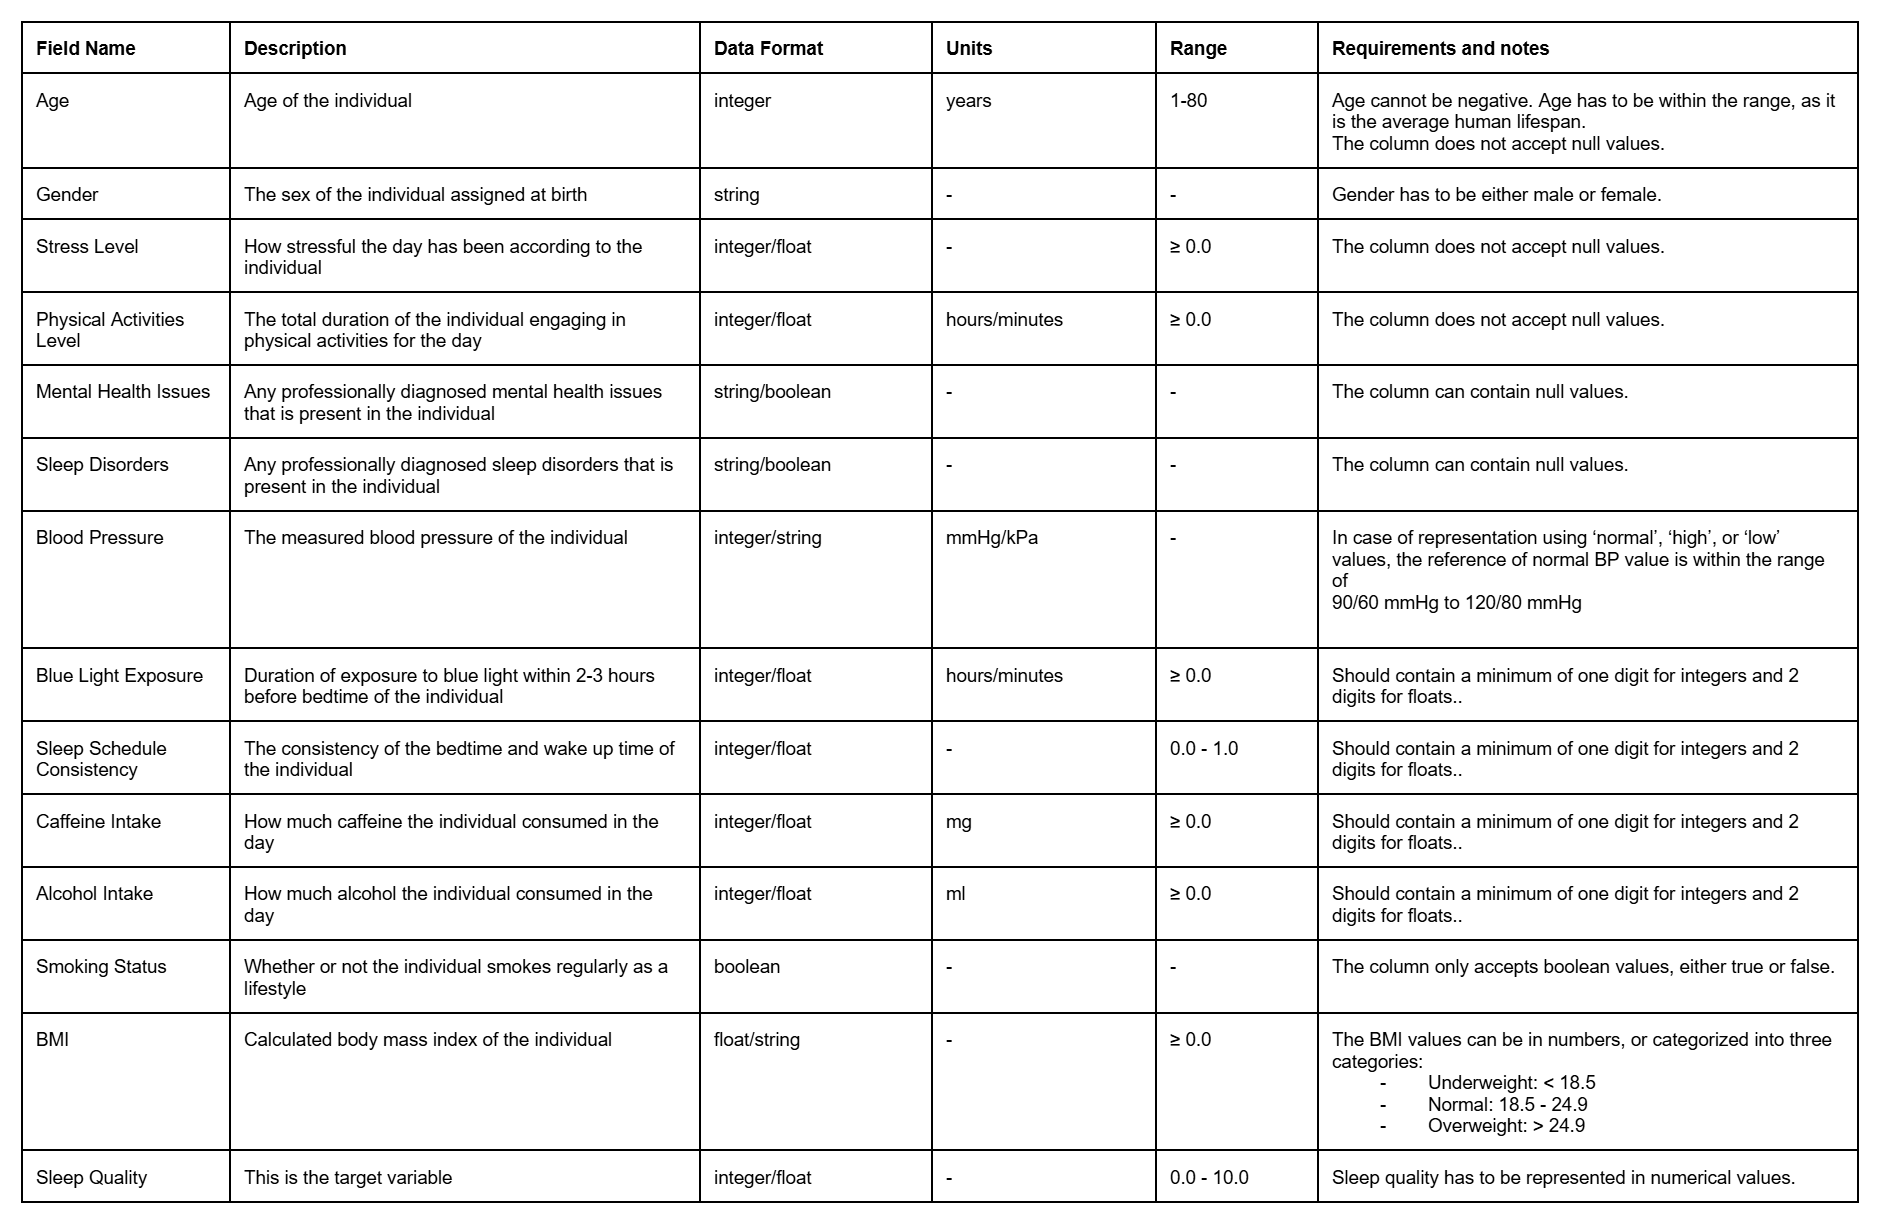 Field Name Description Data Format Units Range Requirements and notes
Age Age of the individual integer years 1-80 Age cannot be negative. Age has to be within the range, as it
is the average human lifespan.
The column does not accept null values.
Gender The sex of the individual assigned at birth string - - Gender has to be either male or female.
Stress Level How stressful the day has been according to the integer/float - ≥ 0.0 The column does not accept null values.
individual
Physical Activities The total duration of the individual engaging in integer/float hours/minutes ≥ 0.0 The column does not accept null values.
Level physical activities for the day
Mental Health Issues Any professionally diagnosed mental health issues string/boolean - - The column can contain null values.
that is present in the individual
Sleep Disorders Any professionally diagnosed sleep disorders that is string/boolean - - The column can contain null values.
present in the individual
Blood Pressure The measured blood pressure of the individual integer/string mmHg/kPa - In case of representation using ‘normal’, ‘high’, or ‘low’
values, the reference of normal BP value is within the range
of
90/60 mmHg to 120/80 mmHg
Blue Light Exposure Duration of exposure to blue light within 2-3 hours integer/float hours/minutes ≥ 0.0 Should contain a minimum of one digit for integers and 2
before bedtime of the individual digits for floats..
Sleep Schedule The consistency of the bedtime and wake up time of integer/float - 0.0 - 1.0 Should contain a minimum of one digit for integers and 2
Consistency the individual digits for floats..
Caffeine Intake How much caffeine the individual consumed in the integer/float mg ≥ 0.0 Should contain a minimum of one digit for integers and 2
day digits for floats..
Alcohol Intake How much alcohol the individual consumed in the integer/float ml ≥ 0.0 Should contain a minimum of one digit for integers and 2
day digits for floats..
Smoking Status Whether or not the individual smokes regularly as a boolean - - The column only accepts boolean values, either true or false.
lifestyle
BMI Calculated body mass index of the individual float/string - ≥ 0.0 The BMI values can be in numbers, or categorized into three
categories:
- Underweight: < 18.5
- Normal: 18.5 - 24.9
- Overweight: > 24.9
Sleep Quality This is the target variable integer/float - 0.0 - 10.0 Sleep quality has to be represented in numerical values.